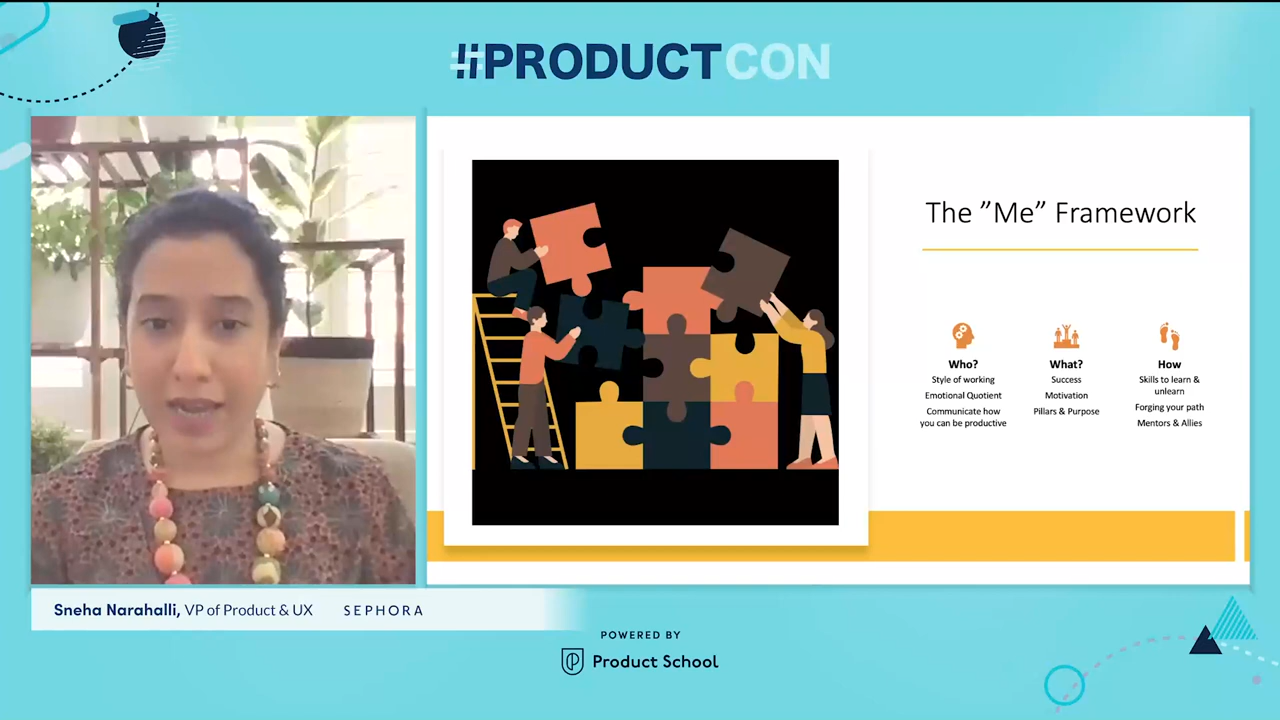 #PRODUCTCON
The ”Me” Framework
Who?
Style of working
Emotional Quotient
Communicate how
you can be productive
What?
Success
Motivation
Pillars & Purpose
How
Skills to learn &
unlearn
Forging your path
Mentors & Allies
Sneha Narahalli, VP of Product & UX SEPHORA
POWERED BY
Product School